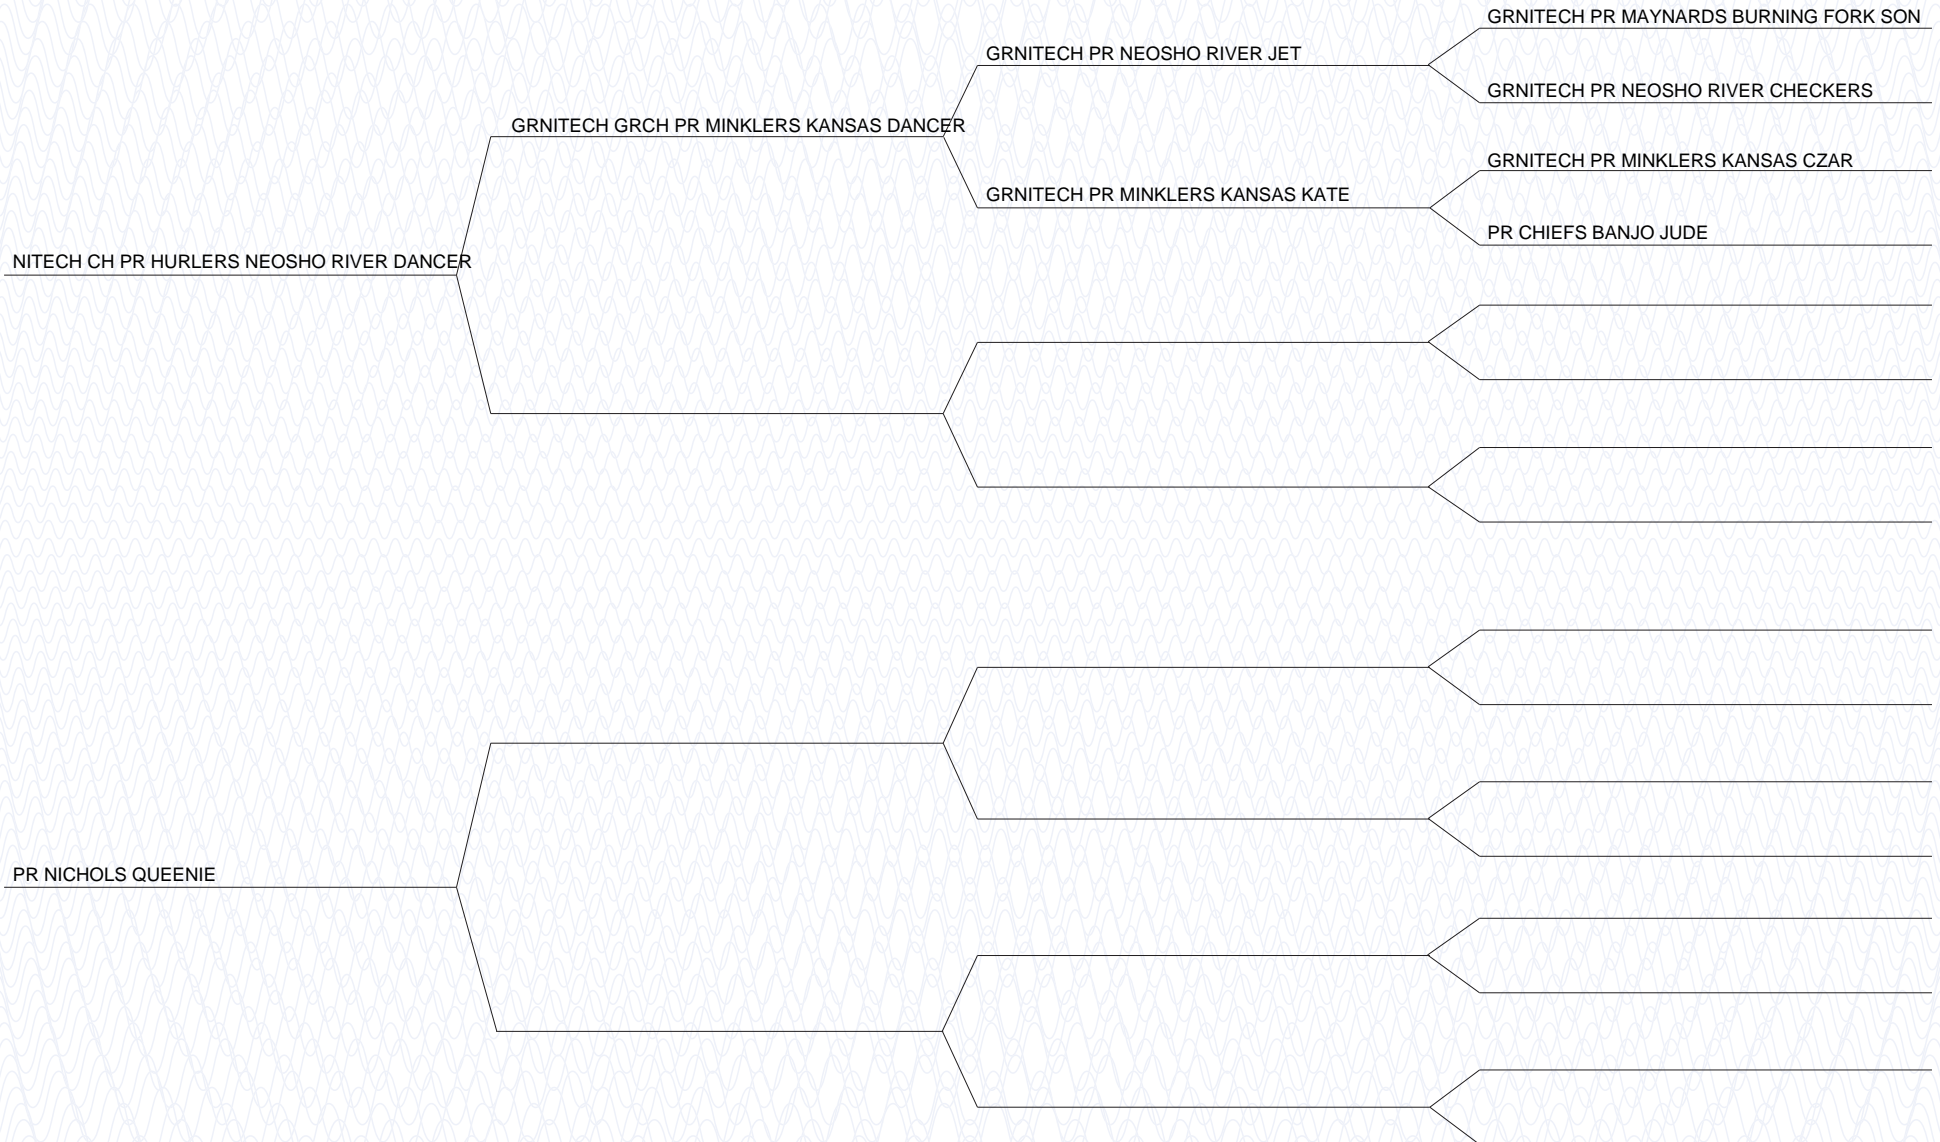 GRNITECH PR MAYNARDS BURNING FORK SON
GRNITECH PR NEOSHO RIVER JET
GRNITECH PR NEOSHO RIVER CHECKERS
GRNITECH GRCH PR MINKLERS KANSAS DANCER
GRNITECH PR MINKLERS KANSAS CZAR
GRNITECH PR MINKLERS KANSAS KATE
PR CHIEFS BANJO JUDE
NITECH CH PR HURLERS NEOSHO RIVER DANCER
PR NICHOLS QUEENIE